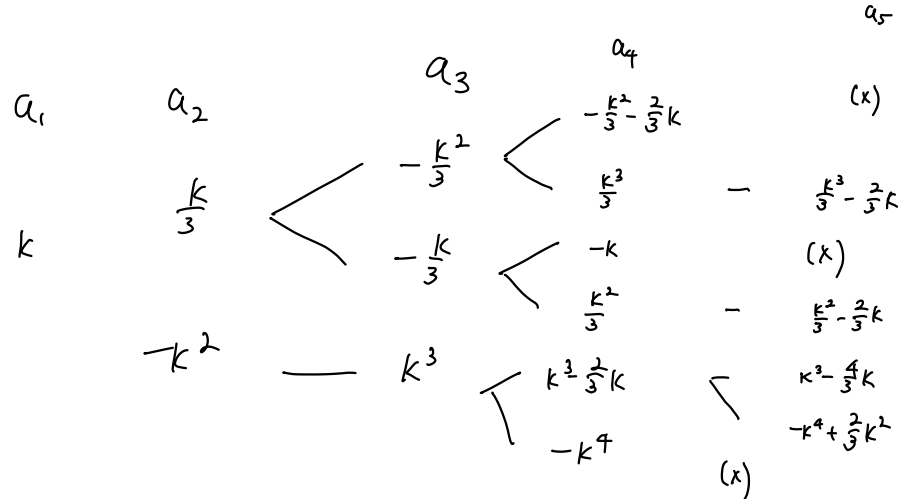 a₁ a₂ a₃ a₄ a₅
-k²/3 - 2/3 k (x)
-k²/3
k/3 k³/3 - k³/3 - 2/3 k
k -k/3 -k (x)
k²/3 - k²/3 - 2/3 k
-k² — k³ k³ - 2/3 k k³ - 4/3 k
-k⁴ + 2/3 k²
-k⁴ (x)